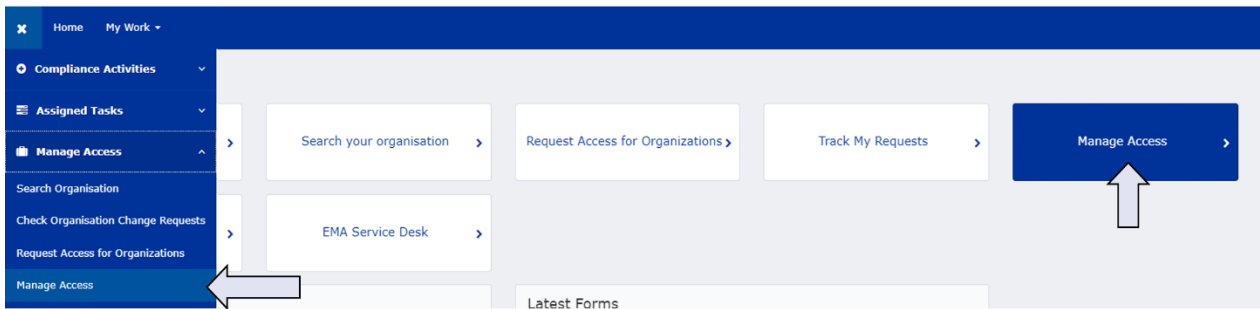 Home My Work
Compliance Activities
Assigned Tasks
Manage Access
Search Organisation
Check Organisation Change Requests
Request Access for Organizations
Manage Access
Search your organisation
Request Access for Organizations
Track My Requests
Manage Access
EMA Service Desk
Latest Forms